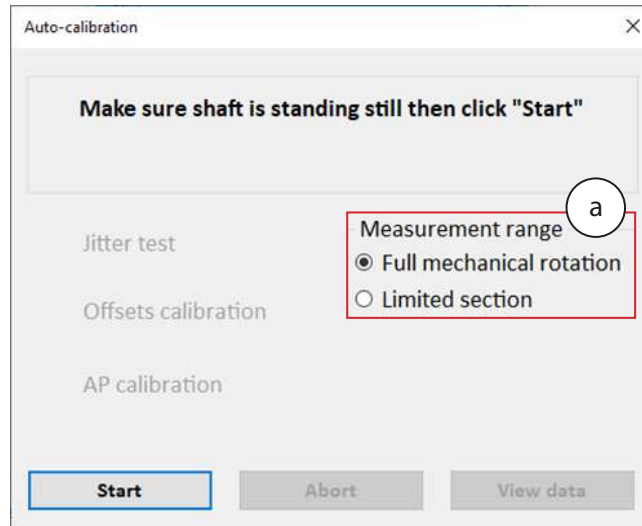 Auto-calibration
Make sure shaft is standing still then click "Start"
a
Measurement range
Jitter test
Full mechanical rotation
Limited section
Offsets calibration
AP calibration
Start
Abort
View data